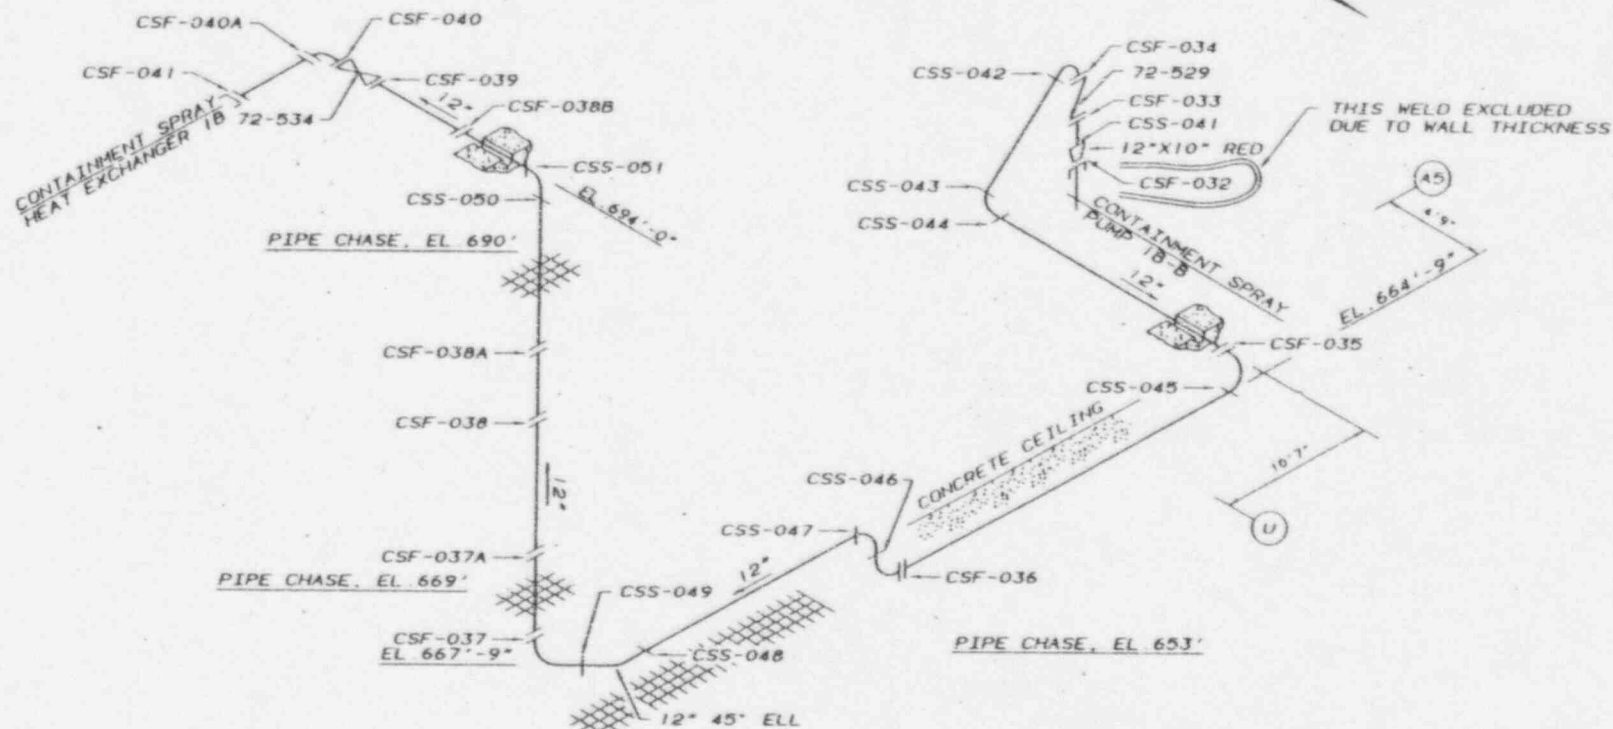 CSF-040A
CSF-040
CSF-041
CSF-039
12"
CSF-038B
72-534
CONTAINMENT SPRAY
HEAT EXCHANGER 1B
CSS-051
CSS-050
EL 694'-0"
PIPE CHASE, EL 690'
CSF-038A
CSF-038
12"
CSF-037A
PIPE CHASE, EL 669'
CSF-037
EL 667'-9"
CSS-049
CSS-048
12" 45° ELL
12"
CSS-047
CSS-046
CSF-036
CONCRETE CEILING
PIPE CHASE, EL 653'
CSS-042
CSF-034
72-529
CSF-033
CSS-041
12"X10" RED
CSF-032
THIS WELD EXCLUDED
DUE TO WALL THICKNESS
CSS-043
CSS-044
CONTAINMENT SPRAY
PUMP 1B-B
12"
A5
4'9"
EL 664'-9"
CSF-035
CSS-045
10'7"
U